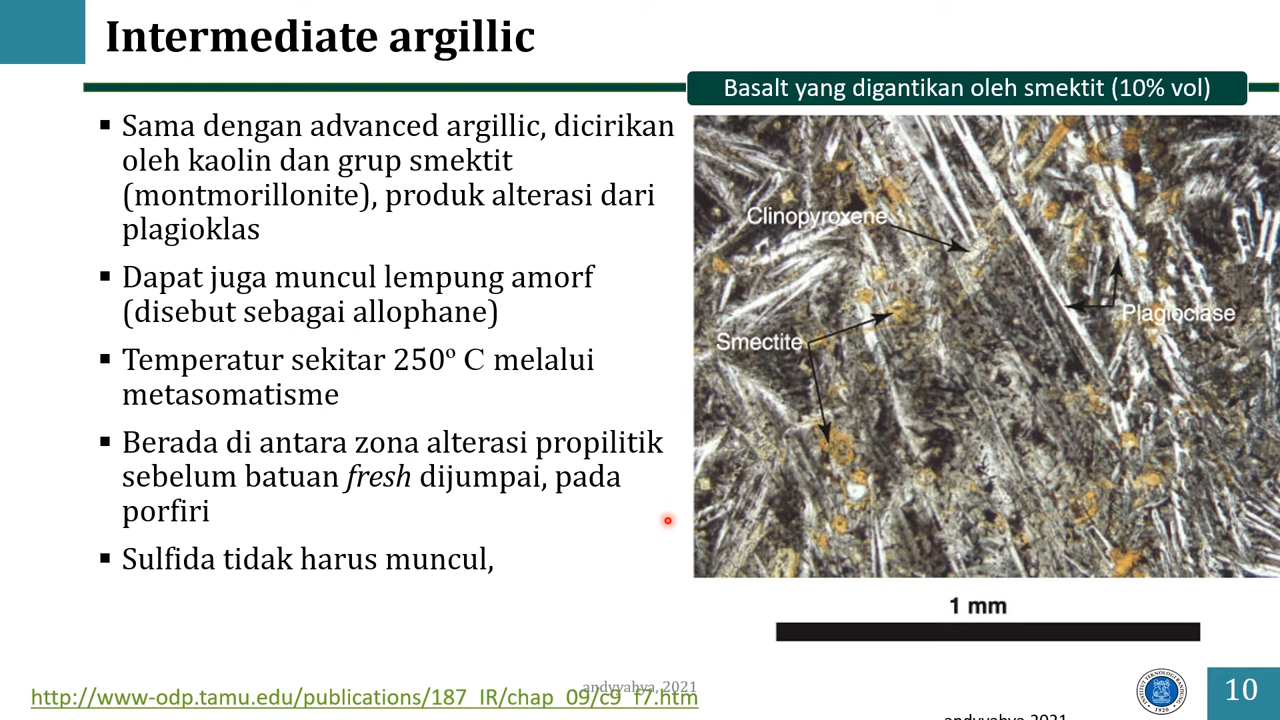 Intermediate argillic
Basalt yang digantikan oleh smektit (10% vol)
▪ Sama dengan advanced argillic, dicirikan
oleh kaolin dan grup smektit
(montmorillonite), produk alterasi dari
plagioklas
▪ Dapat juga muncul lempung amorf
(disebut sebagai allophane)
▪ Temperatur sekitar 250º C melalui
metasomatisme
▪ Berada di antara zona alterasi propilitik
sebelum batuan fresh dijumpai, pada
porfiri
▪ Sulfida tidak harus muncul,
Clinopyroxene
Plagioclase
Smectite
1 mm
http://www-odp.tamu.edu/publications/187_IR/chap_09/c9_f7.htm
andyyahya, 2021
andyyahya 2021
10